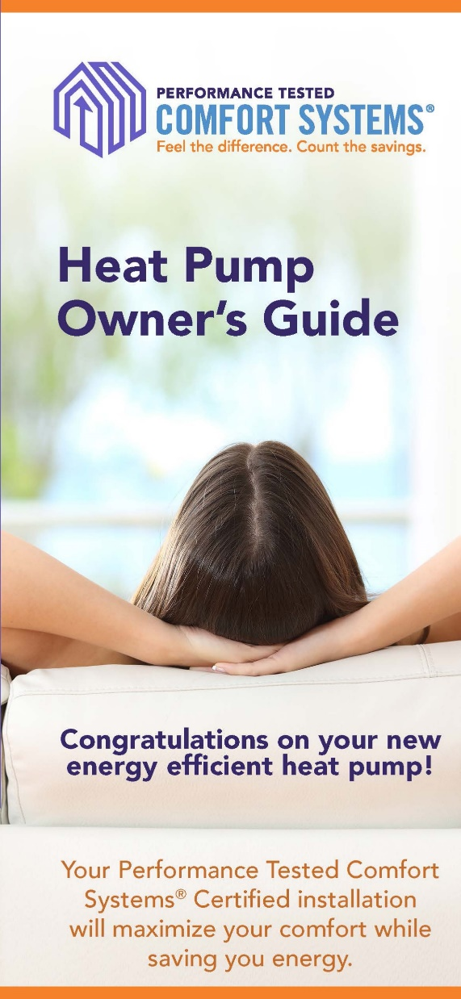 PERFORMANCE TESTED
COMFORT SYSTEMS®
Feel the difference. Count the savings.
Heat Pump
Owner's Guide
Congratulations on your new
energy efficient heat pump!
Your Performance Tested Comfort
Systems® Certified installation
will maximize your comfort while
saving you energy.